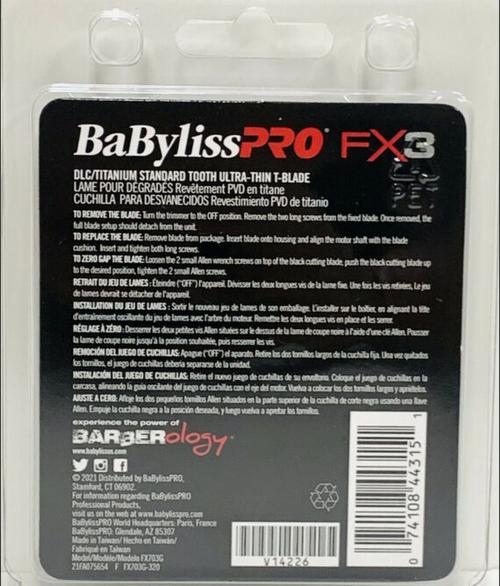 BaBylissPRO® FX3
PET
DLC/TITANIUM STANDARD TOOTH ULTRA-THIN T-BLADE
LAME POUR DÉGRADÉS Revêtement PVD en titane
CUCHILLA PARA DESVANECIDOS Revestimiento PVD de titanio
TO REMOVE THE BLADE: Turn the trimmer to the OFF position. Remove the two long screws from the fixed blade. Once removed, the
full blade setup should detach from the unit.
TO REPLACE THE BLADE: Remove blade from package. Insert blade onto housing and align the motor shaft with the blade
cushion. Insert and tighten both long screws.
TO ZERO GAP THE BLADE: Loosen the 2 small Allen wrench screws on top of the black cutting blade, push the black cutting blade up
to the desired position, tighten the 2 small Allen screws.
RETRAIT DU JEU DE LAMES : Éteindre ("OFF") l'appareil. Dévisser les deux longues vis de la lame fixe. Une fois les vis retirées, Le jeu
de lames devrait se détacher de l'appareil.
INSTALLATION DU JEU DE LAMES : Sortir le nouveau jeu de lames de son emballage. L'installer sur le boîtier, en alignant la tête
d'entraînement oscillante du jeu de lames avec l'arbre du moteur. Remettre les deux longues vis en place et les serrer.
RÉGLAGE À ZÉRO : Desserrer les deux petites vis Allen situées sur le dessus de la lame de coupe noire à l'aide d'une clé Allen. Pousser
la lame de coupe noire jusqu'à la position souhaitée, puis resserrer les vis.
REMOCIÓN DEL JUEGO DE CUCHILLAS: Apague ("OFF") el aparato. Retire los dos tornillos largos de la cuchilla fija. Una vez quitados
los tornillos, el juego de cuchillas debería separarse de la unidad.
INSTALACIÓN DEL JUEGO DE CUCHILLAS: Retire el nuevo juego de cuchillas de su envoltorio. Coloque el juego de cuchillas en la
carcasa, alineando la guía oscilante del juego de cuchillas con el eje del motor. Vuelva a colocar los dos tornillos largos y apriételos.
AJUSTE A CERO: Afloje los dos pequeños tornillos Allen situados en la parte superior de la cuchilla de corte negra usando una llave
Allen. Empuje la cuchilla negra a la posición deseada, y luego vuelva a apretar los tornillos.
experience the power of
BARBERology
www.babylissus.com
© 2021 Distributed by BaBylissPRO,
Stamford, CT 06902.
For information regarding BaBylissPRO
Professional Products,
visit us on the web at www.babylisspro.com
BaBylissPRO World Headquarters: Paris, France
BaBylissPRO: Glendale, AZ 85307
Made in Taiwan/ Hecho en Taiwán/
Fabriqué en Taiwan
Model/Modèle/Modelo FX703G
21FA075654 F FX703G-320
V14226
0 74108 44315 1